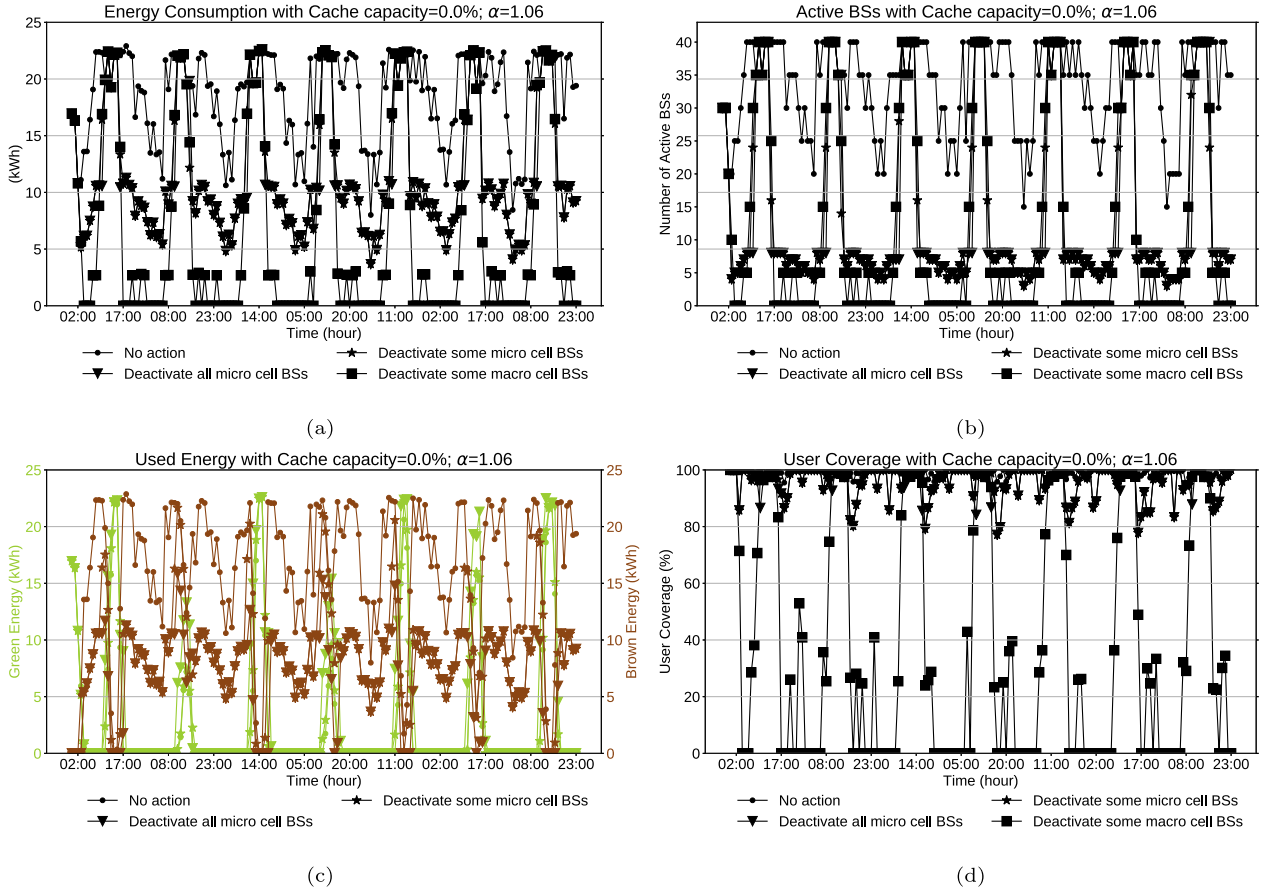 Energy Consumption with Cache capacity=0.0%; α=1.06
25
20
15
10
5
0
(kWh)
02:00 17:00 08:00 23:00 14:00 05:00 20:00 11:00 02:00 17:00 08:00 23:00
Time (hour)
No action
Deactivate all micro cell BSs
Deactivate some micro cell BSs
Deactivate some macro cell BSs
(a)
Active BSs with Cache capacity=0.0%; α=1.06
40
35
30
25
20
15
10
5
0
Number of Active BSs
02:00 17:00 08:00 23:00 14:00 05:00 20:00 11:00 02:00 17:00 08:00 23:00
Time (hour)
No action
Deactivate all micro cell BSs
Deactivate some micro cell BSs
Deactivate some macro cell BSs
(b)
Used Energy with Cache capacity=0.0%; α=1.06
25
20
15
10
5
0
Green Energy (kWh)
25
20
15
10
5
0
Brown Energy (kWh)
02:00 17:00 08:00 23:00 14:00 05:00 20:00 11:00 02:00 17:00 08:00 23:00
Time (hour)
No action
Deactivate all micro cell BSs
Deactivate some micro cell BSs
(c)
User Coverage with Cache capacity=0.0%; α=1.06
100
80
60
40
20
0
User Coverage (%)
02:00 17:00 08:00 23:00 14:00 05:00 20:00 11:00 02:00 17:00 08:00 23:00
Time (hour)
No action
Deactivate all micro cell BSs
Deactivate some micro cell BSs
Deactivate some macro cell BSs
(d)